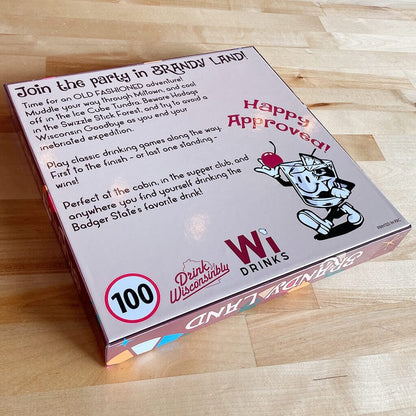 Join the party in BRANDY LAND!
Time for an OLD FASHIONED adventure!
Muddle your way through Miltown, and cool
off in the Ice Cube Tundra. Beware Hodags
in the Swizzle Stick Forest, and try to avoid a
Wisconsin Goodbye as you end your
inebriated expedition.
Play classic drinking games along the way.
First to the finish - or last one standing -
wins!
Perfect at the cabin, in the supper club, and
anywhere you find yourself drinking the
Badger State's favorite drink!
Happy
Approved!
100
Drink
Wisconsinbly
Wi
DRINKS
BRANDY LAND